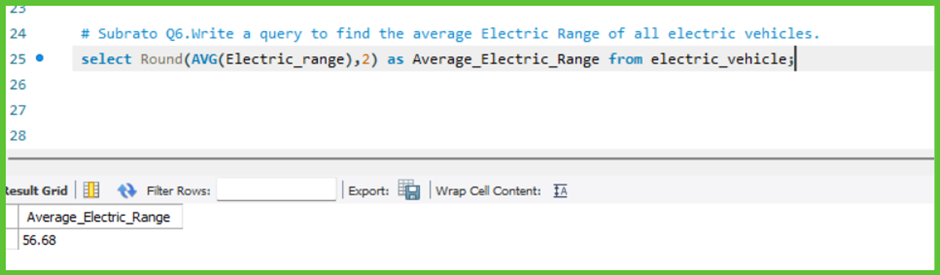 23
24 # Subrato Q6.Write a query to find the average Electric Range of all electric vehicles.
25 select Round(AVG(Electric_range),2) as Average_Electric_Range from electric_vehicle;
26
27
28
Result Grid Filter Rows: Export: Wrap Cell Content:
Average_Electric_Range
56.68